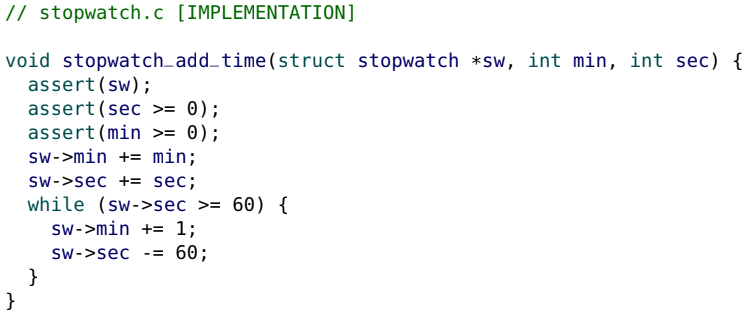 // stopwatch.c [IMPLEMENTATION]

void stopwatch_add_time(struct stopwatch *sw, int min, int sec) {
  assert(sw);
  assert(sec >= 0);
  assert(min >= 0);
  sw->min += min;
  sw->sec += sec;
  while (sw->sec >= 60) {
    sw->min += 1;
    sw->sec -= 60;
  }
}